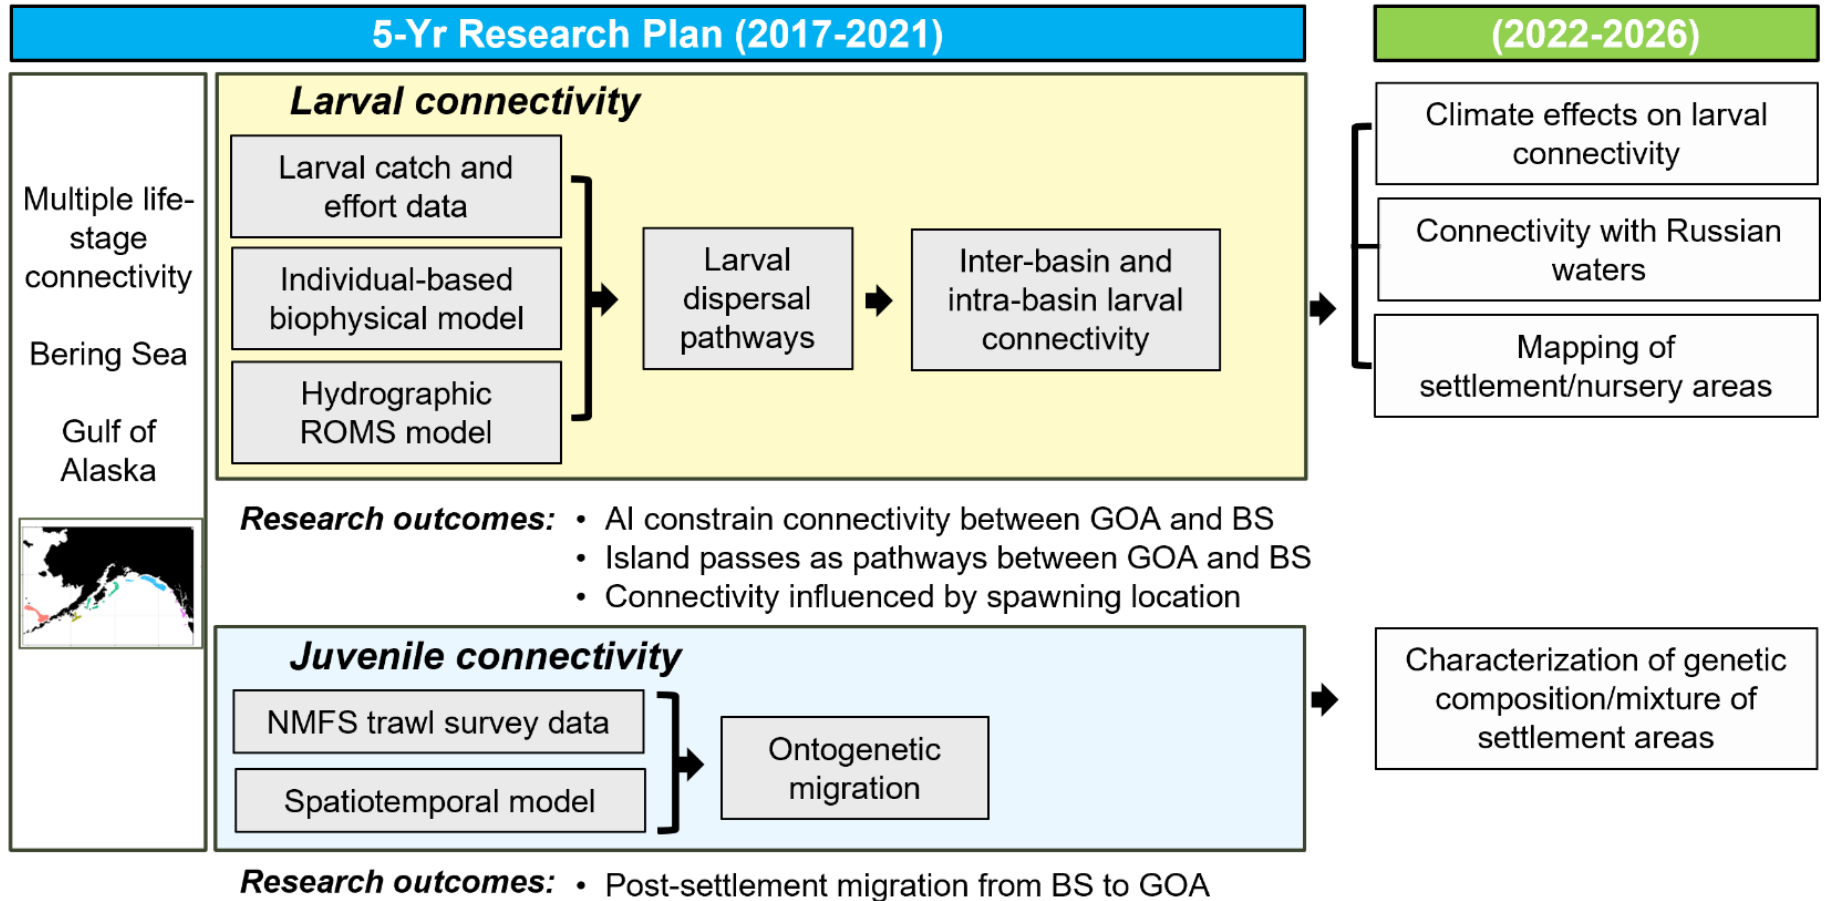 5-Yr Research Plan (2017-2021)
(2022-2026)
Multiple life-
stage
connectivity
Bering Sea
Gulf of
Alaska
Larval connectivity
Larval catch and
effort data
Individual-based
biophysical model
Hydrographic
ROMS model
Larval
dispersal
pathways
Inter-basin and
intra-basin larval
connectivity
Climate effects on larval
connectivity
Connectivity with Russian
waters
Mapping of
settlement/nursery areas
Research outcomes: • AI constrain connectivity between GOA and BS
• Island passes as pathways between GOA and BS
• Connectivity influenced by spawning location
Juvenile connectivity
NMFS trawl survey data
Spatiotemporal model
Ontogenetic
migration
Characterization of genetic
composition/mixture of
settlement areas
Research outcomes: • Post-settlement migration from BS to GOA